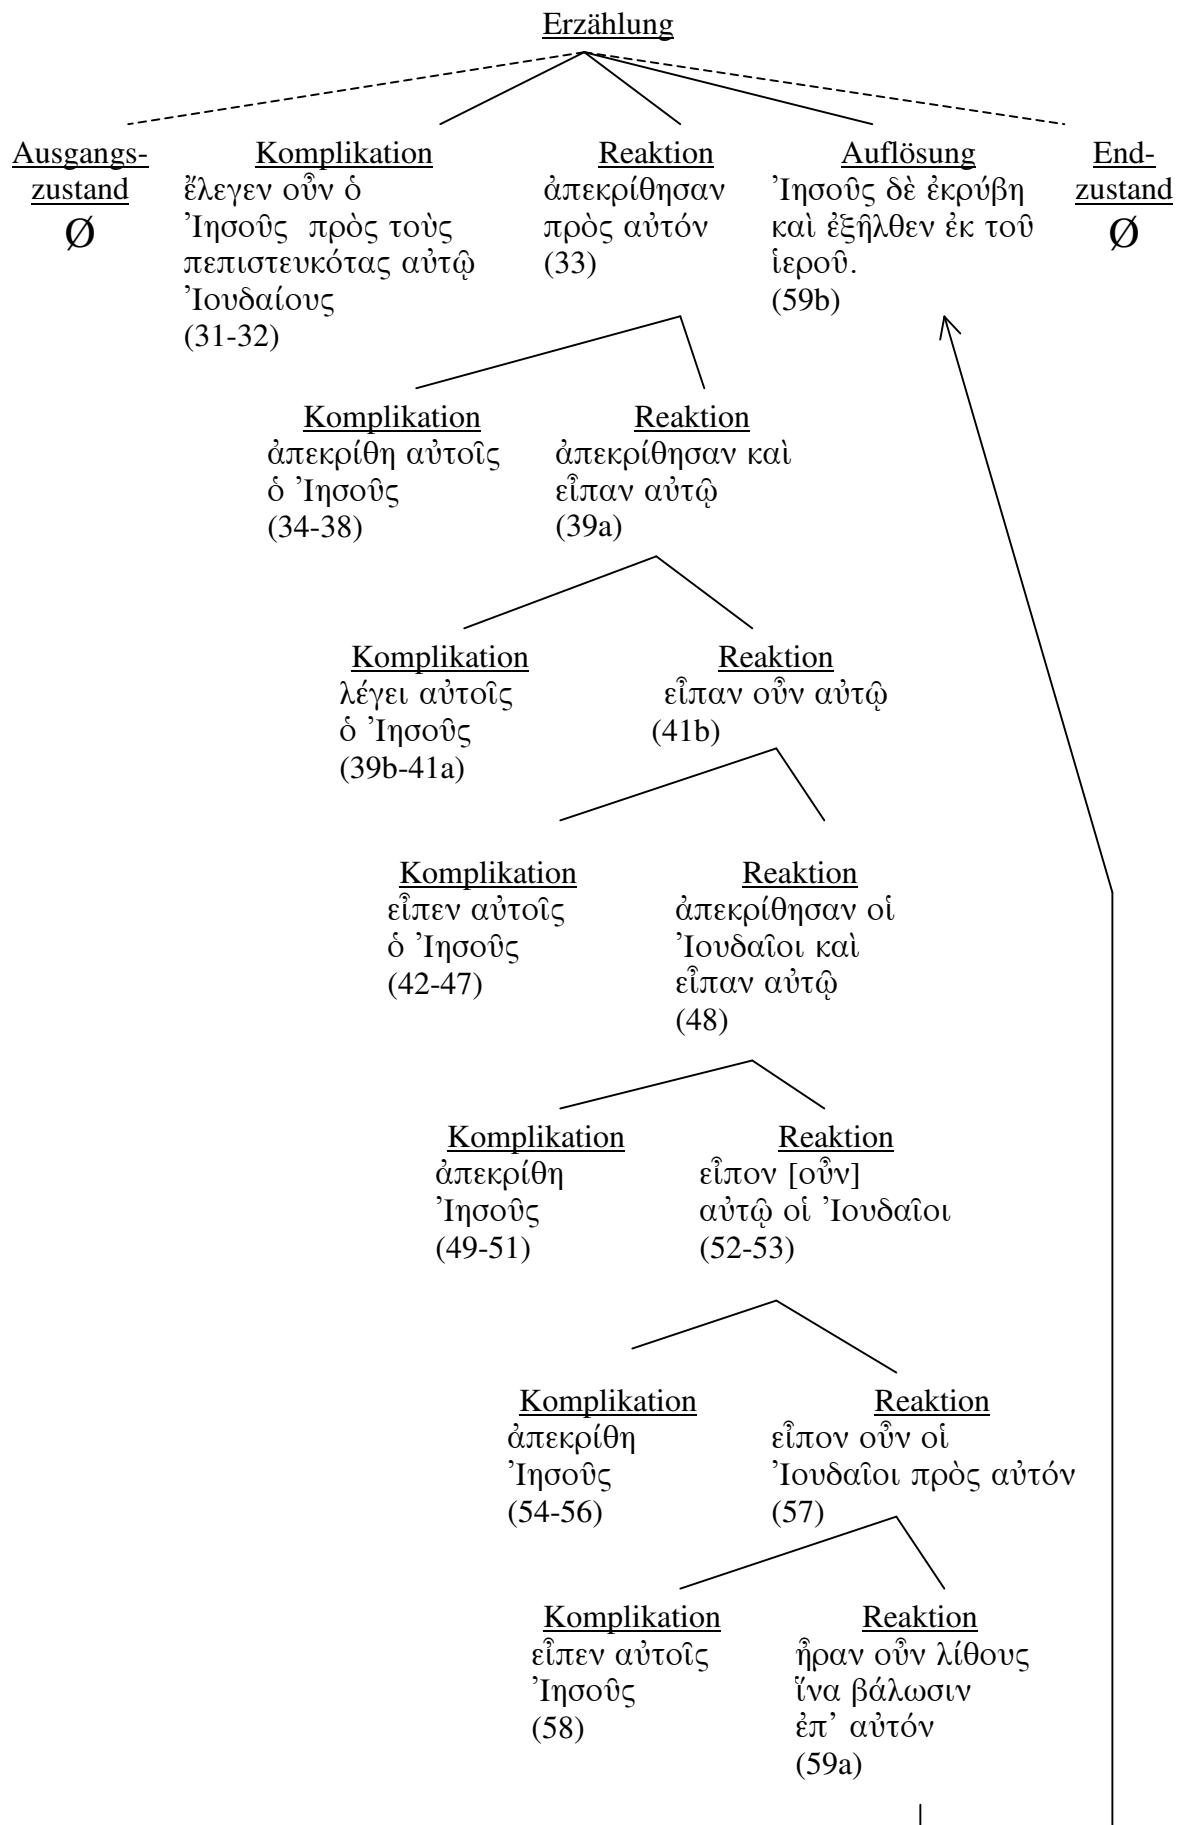 Erzählung
Ausgangs-
zustand
Ø
Komplikation
ἔλεγεν οὖν ὁ
Ἰησοῦς πρὸς τοὺς
πεπιστευκότας αὐτῷ
Ἰουδαίους
(31-32)
Reaktion
ἀπεκρίθησαν
πρὸς αὐτόν
(33)
Auflösung
Ἰησοῦς δὲ ἐκρύβη
καὶ ἐξῆλθεν ἐκ τοῦ
ἱεροῦ.
(59b)
End-
zustand
Ø
Komplikation
ἀπεκρίθη αὐτοῖς
ὁ Ἰησοῦς
(34-38)
Reaktion
ἀπεκρίθησαν καὶ
εἶπαν αὐτῷ
(39a)
Komplikation
λέγει αὐτοῖς
ὁ Ἰησοῦς
(39b-41a)
Reaktion
εἶπαν οὖν αὐτῷ
(41b)
Komplikation
εἶπεν αὐτοῖς
ὁ Ἰησοῦς
(42-47)
Reaktion
ἀπεκρίθησαν οἱ
Ἰουδαῖοι καὶ
εἶπαν αὐτῷ
(48)
Komplikation
ἀπεκρίθη
Ἰησοῦς
(49-51)
Reaktion
εἶπον [οὖν]
αὐτῷ οἱ Ἰουδαῖοι
(52-53)
Komplikation
ἀπεκρίθη
Ἰησοῦς
(54-56)
Reaktion
εἶπον οὖν οἱ
Ἰουδαῖοι πρὸς αὐτόν
(57)
Komplikation
εἶπεν αὐτοῖς
Ἰησοῦς
(58)
Reaktion
ἦραν οὖν λίθους
ἵνα βάλωσιν
ἐπ’ αὐτόν
(59a)